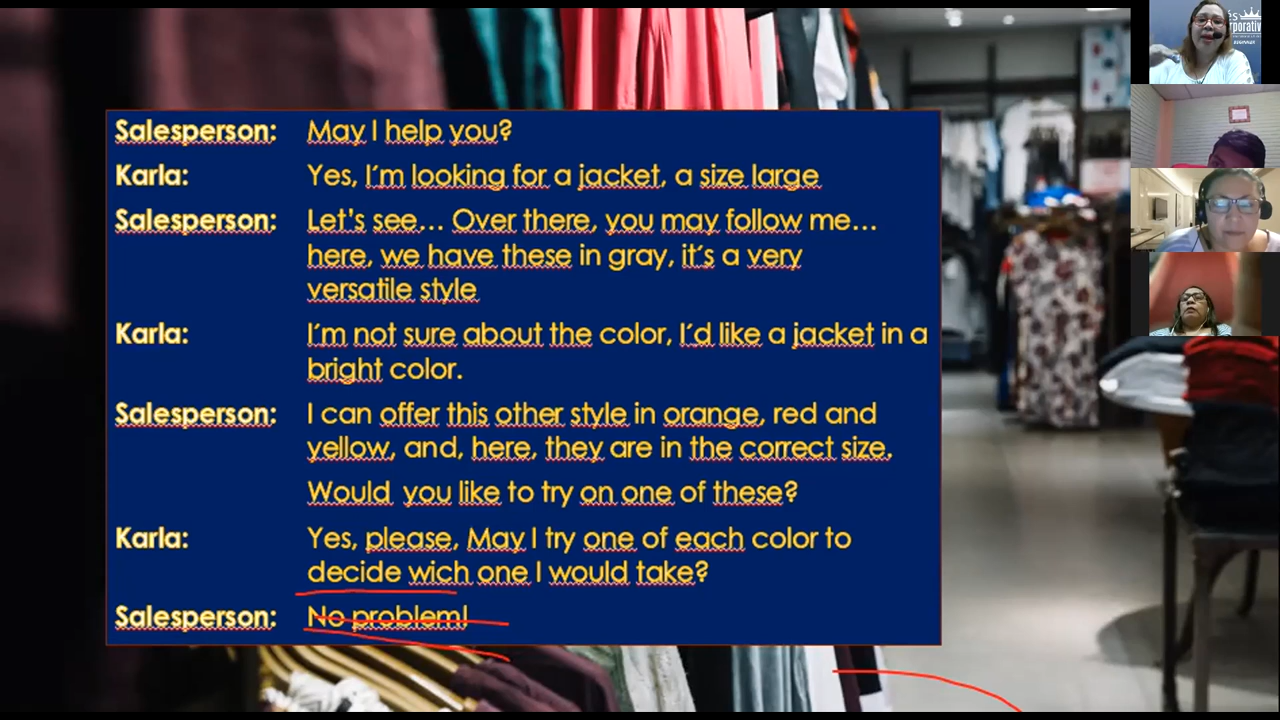 Salesperson: May I help you?
Karla: Yes, I´m looking for a jacket, a size large
Salesperson: Let's see... Over there, you may follow me...
here, we have these in gray, it´s a very
versatile style
Karla: I´m not sure about the color, I´d like a jacket in a
bright color.
Salesperson: I can offer this other style in orange, red and
yellow, and, here, they are in the correct size.
Would you like to try on one of these?
Karla: Yes, please, May I try one of each color to
decide wich one I would take?
Salesperson: No problem!